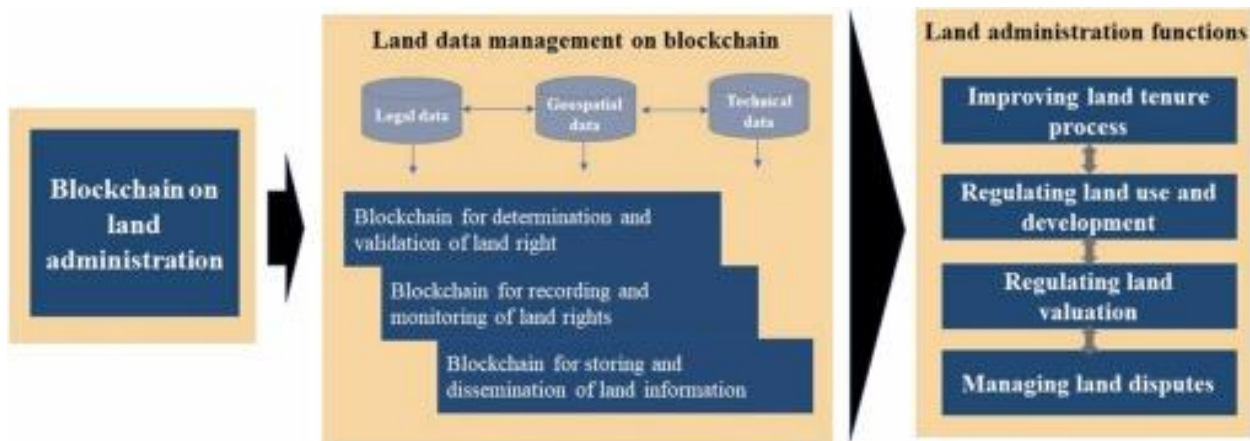 Blockchain on
land
administration
Land data management on blockchain
Legal data
Geospatial
data
Technical
data
Blockchain for determination and
validation of land right
Blockchain for recording and
monitoring of land rights
Blockchain for storing and
dissemination of land information
Land administration functions
Improving land tenure
process
Regulating land use and
development
Regulating land
valuation
Managing land disputes